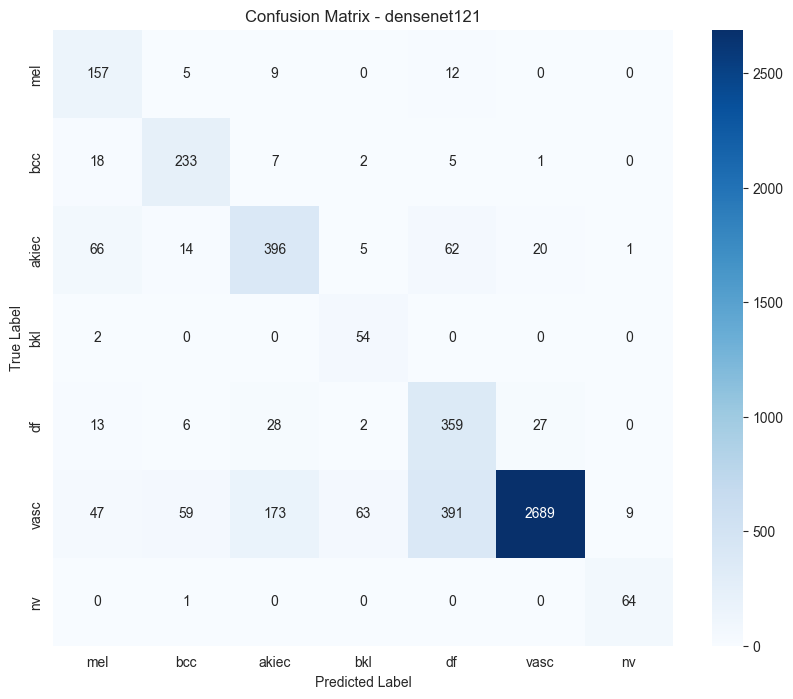 Confusion Matrix - densenet121
mel 157 5 9 0 12 0 0
bcc 18 233 7 2 5 1 0
akiec 66 14 396 5 62 20 1
bkl 2 0 0 54 0 0 0
df 13 6 28 2 359 27 0
vasc 47 59 173 63 391 2689 9
nv 0 1 0 0 0 0 64
mel bcc akiec bkl df vasc nv
Predicted Label
True Label
2500
2000
1500
1000
500
0